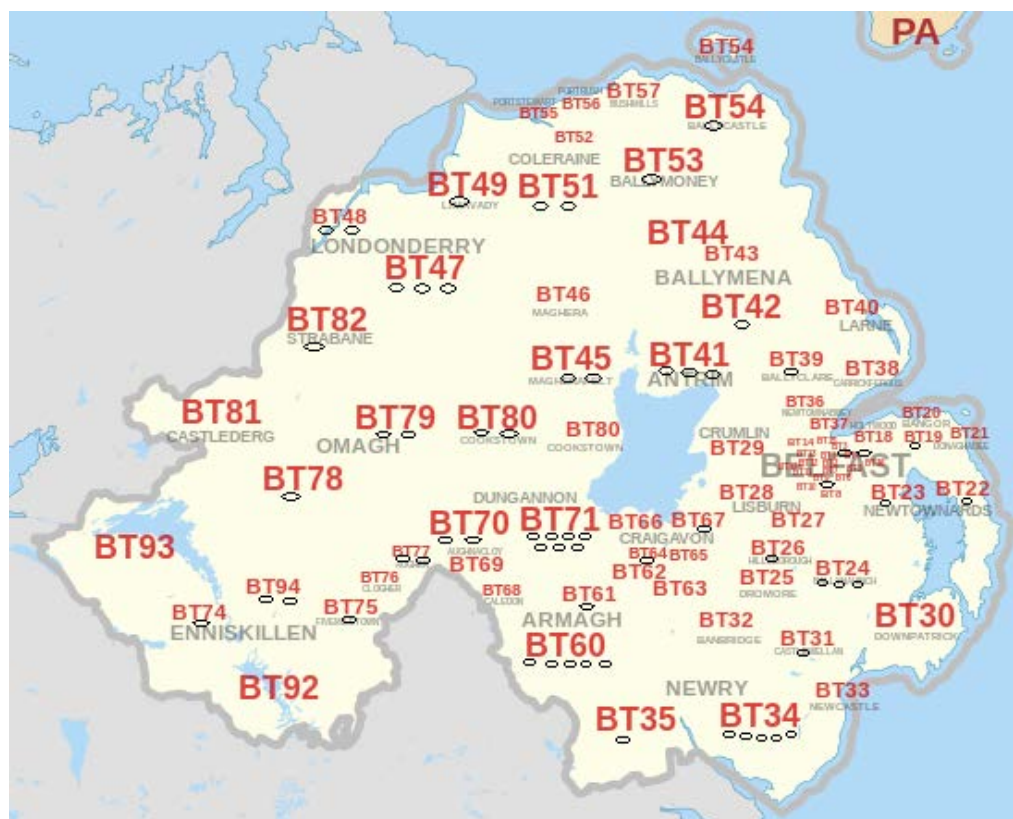 PA
BT54
BALLYCASTLE
BT57
PORTRUSH
BUSHMILLS
PORTSTEWART
BT56
BT55
BT54
BT52
COLERAINE
BT53
BALLYMONEY
BT49
BT51
BT48
LONDONDERRY
BT44
BT43
BALLYMENA
BT47
BT46
MAGHERA
BT42
BT40
LARNE
BT82
STRABANE
BT45
BT41
ANTRIM
BT39
BALLYCLARE
BT38
CARRICKFERGUS
BT36
NEWTOWNABBEY
BT81
CASTLEDERG
BT79
OMAGH
BT80
COOKSTOWN
BT80
COOKSTOWN
CRUMLIN
BT29
BT37
HOLYWOOD
BT20
BANGOR
BT18
BT19
BT21
DONAGHADEE
BT14
BELFAST
BT78
DUNGANNON
BT28
LISBURN
BT23
NEWTOWNARDS
BT22
BT93
BT70
AUGHNACLOY
BT71
BT66
CRAIGAVON
BT67
BT27
BT77
BT69
BT64
BT65
BT26
HILLSBOROUGH
BT76
CLOGHER
BT62
BT63
BT25
DROMORE
BT24
BT94
BT68
CALEDON
BT61
ARMAGH
BT74
ENNISKILLEN
BT75
BT32
BANBRIDGE
BT30
DOWNPATRICK
BT60
BT31
BT92
NEWRY
BT33
NEWCASTLE
BT35
BT34